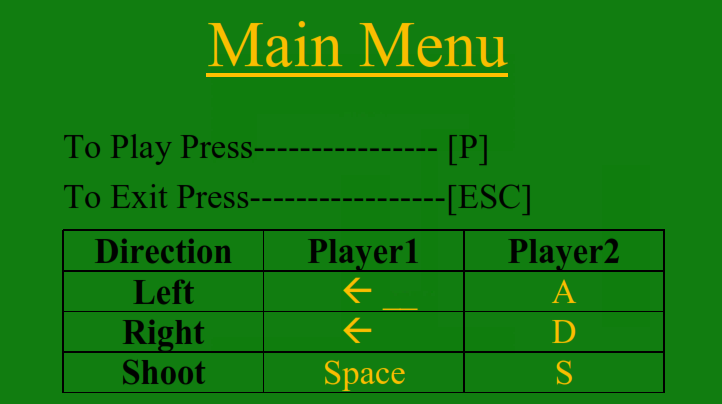 Main Menu
To Play Press---------------- [P]
To Exit Press-----------------[ESC]
Direction Player1 Player2
Left ← __ A
Right ← D
Shoot Space S